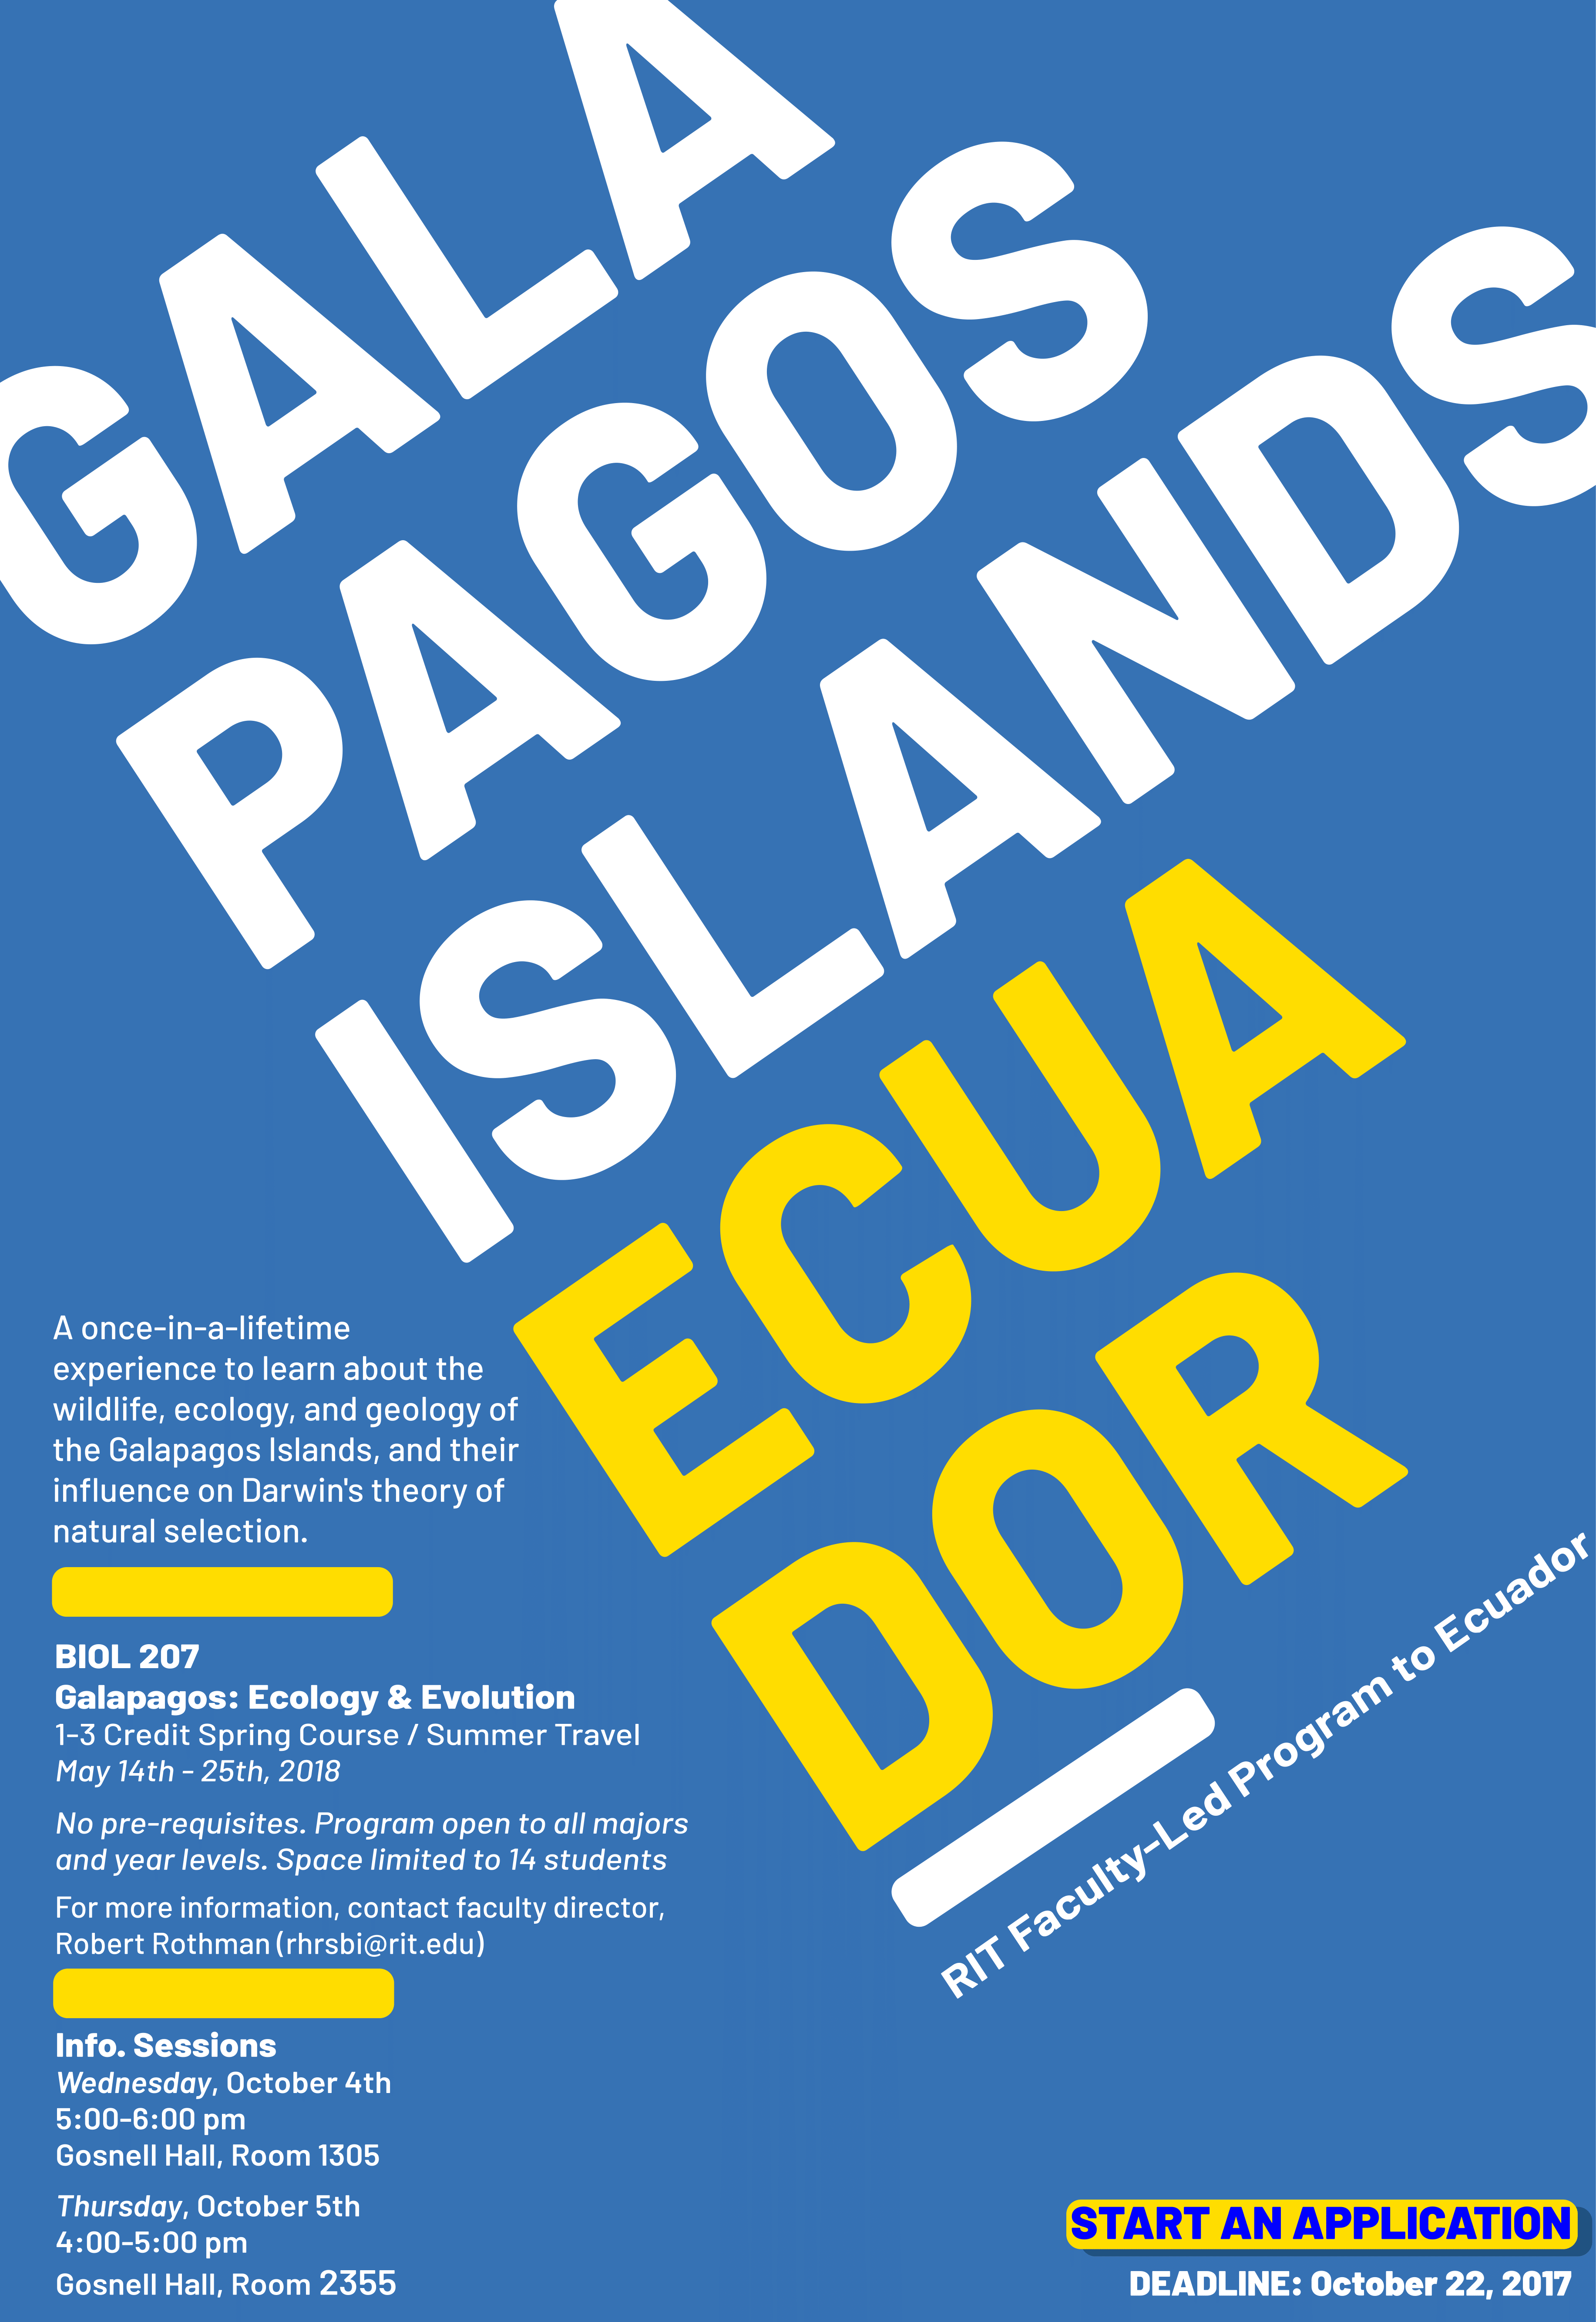 GALA
PAGOS
ISLANDS
ECUA
DOR
RIT Faculty-Led Program to Ecuador
A once-in-a-lifetime
experience to learn about the
wildlife, ecology, and geology of
the Galapagos Islands, and their
influence on Darwin's theory of
natural selection.
BIOL 207
Galapagos: Ecology & Evolution
1-3 Credit Spring Course / Summer Travel
May 14th - 25th, 2018
No pre-requisites. Program open to all majors
and year levels. Space limited to 14 students
For more information, contact faculty director,
Robert Rothman (rhrsbi@rit.edu)
Info. Sessions
Wednesday, October 4th
5:00-6:00 pm
Gosnell Hall, Room 1305
Thursday, October 5th
4:00-5:00 pm
Gosnell Hall, Room 2355
START AN APPLICATION
DEADLINE: October 22, 2017